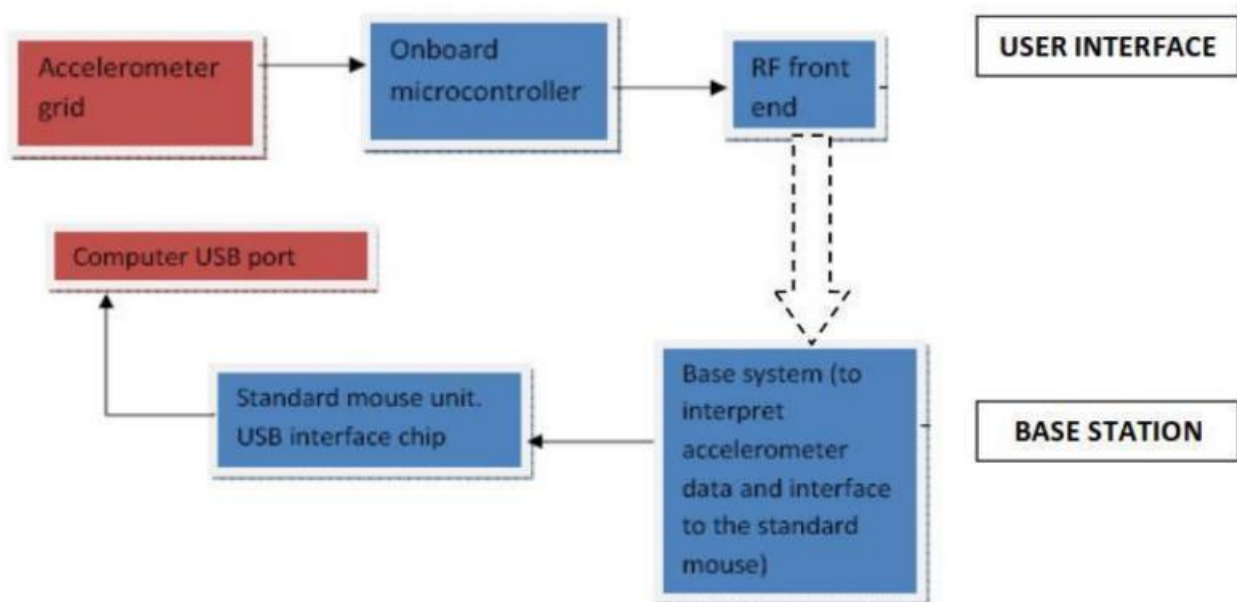 Accelerometer
grid
Onboard
microcontroller
RF front
end
USER INTERFACE
Computer USB port
Standard mouse unit.
USB interface chip
Base system (to
interpret
accelerometer
data and interface
to the standard
mouse)
BASE STATION